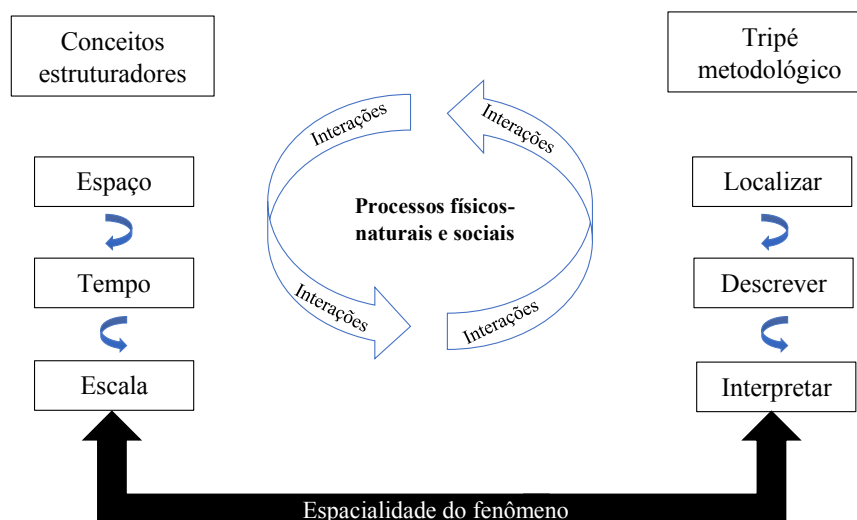 Conceitos
estruturadores
Tripé
metodológico
Interações
Interações
Espaço
Localizar
Processos físicos-
naturais e sociais
Tempo
Descrever
Interações
Interações
Escala
Interpretar
Espacialidade do fenômeno